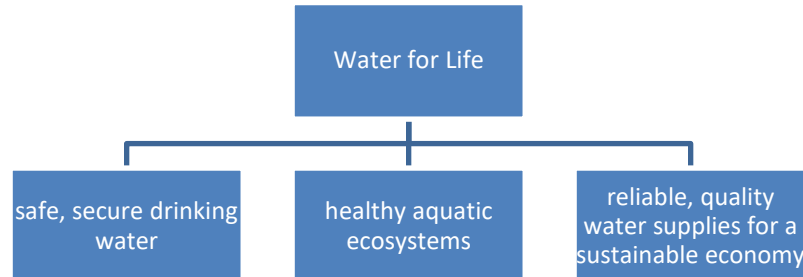 Water for Life
safe, secure drinking
water
healthy aquatic
ecosystems
reliable, quality
water supplies for a
sustainable economy